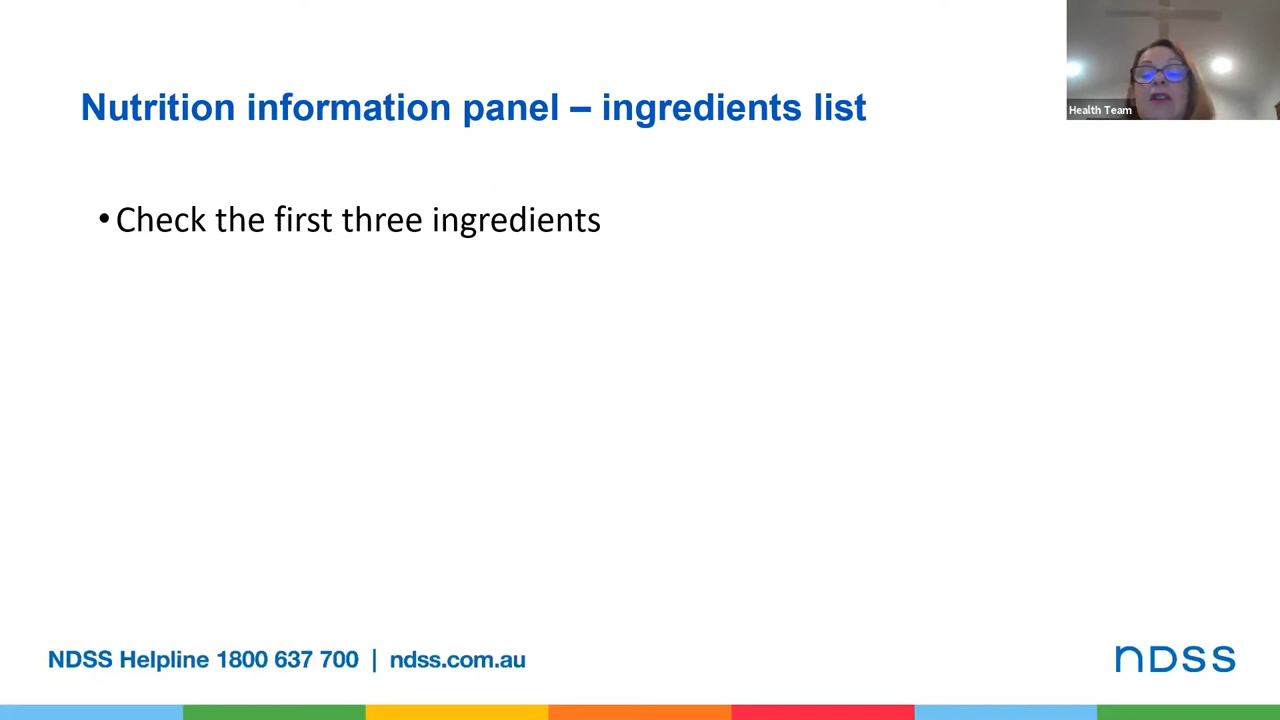 Nutrition information panel – ingredients list
Health Team
• Check the first three ingredients
NDSS Helpline 1800 637 700 | ndss.com.au
NDSS